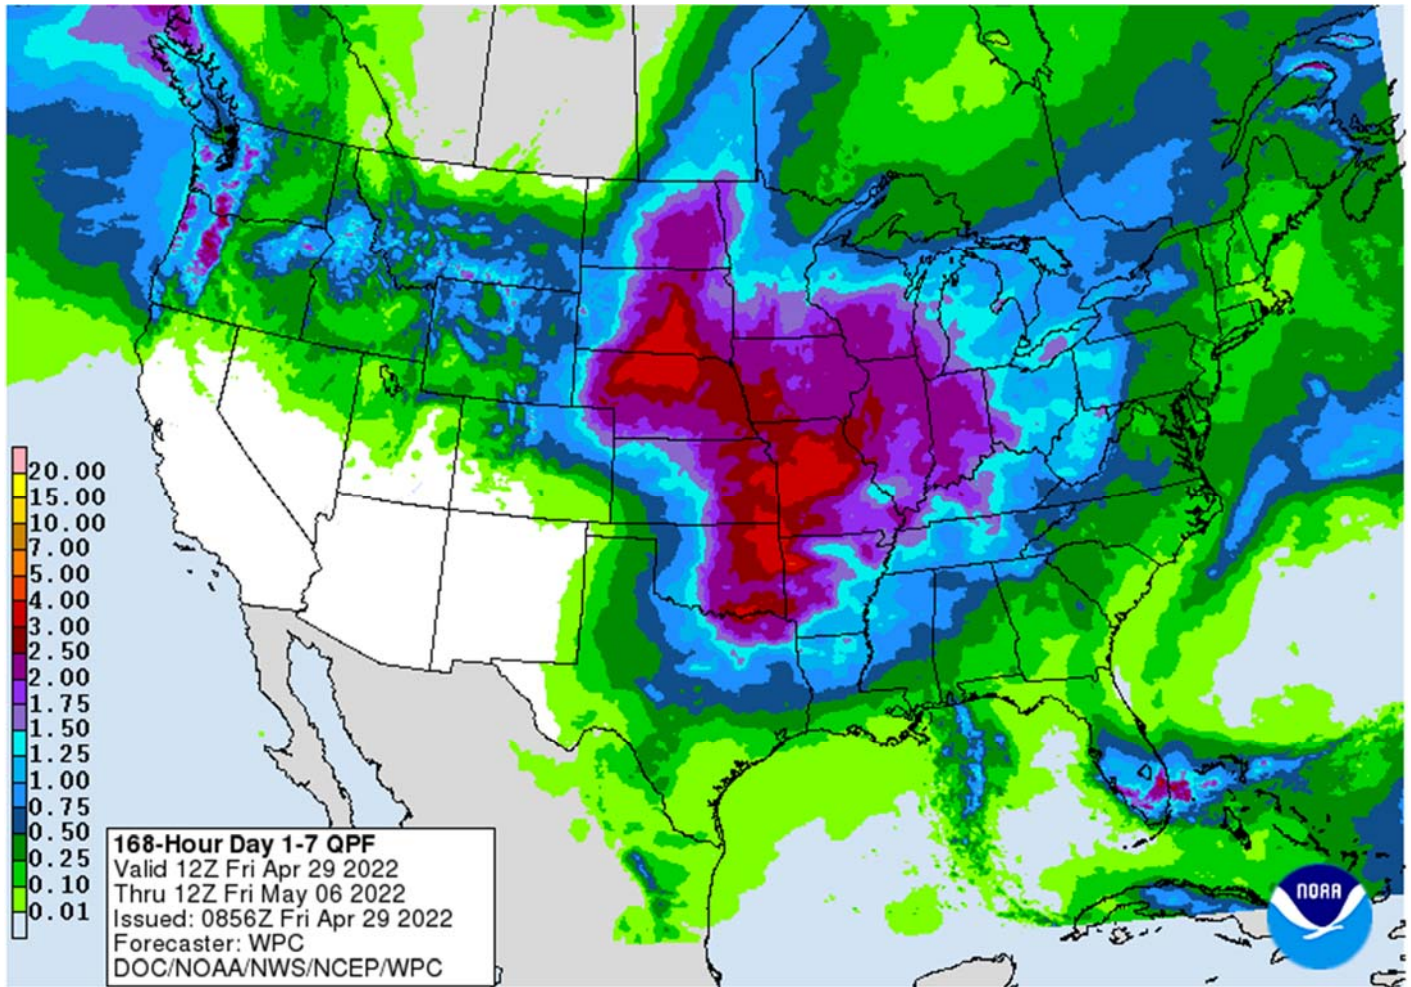 20.00
15.00
10.00
7.00
5.00
4.00
3.00
2.50
2.00
1.75
1.50
1.25
1.00
0.75
0.50
0.25
0.10
0.01
168-Hour Day 1-7 QPF
Valid 12Z Fri Apr 29 2022
Thru 12Z Fri May 06 2022
Issued: 0856Z Fri Apr 29 2022
Forecaster: WPC
DOC/NOAA/NWS/NCEP/WPC
NOAA